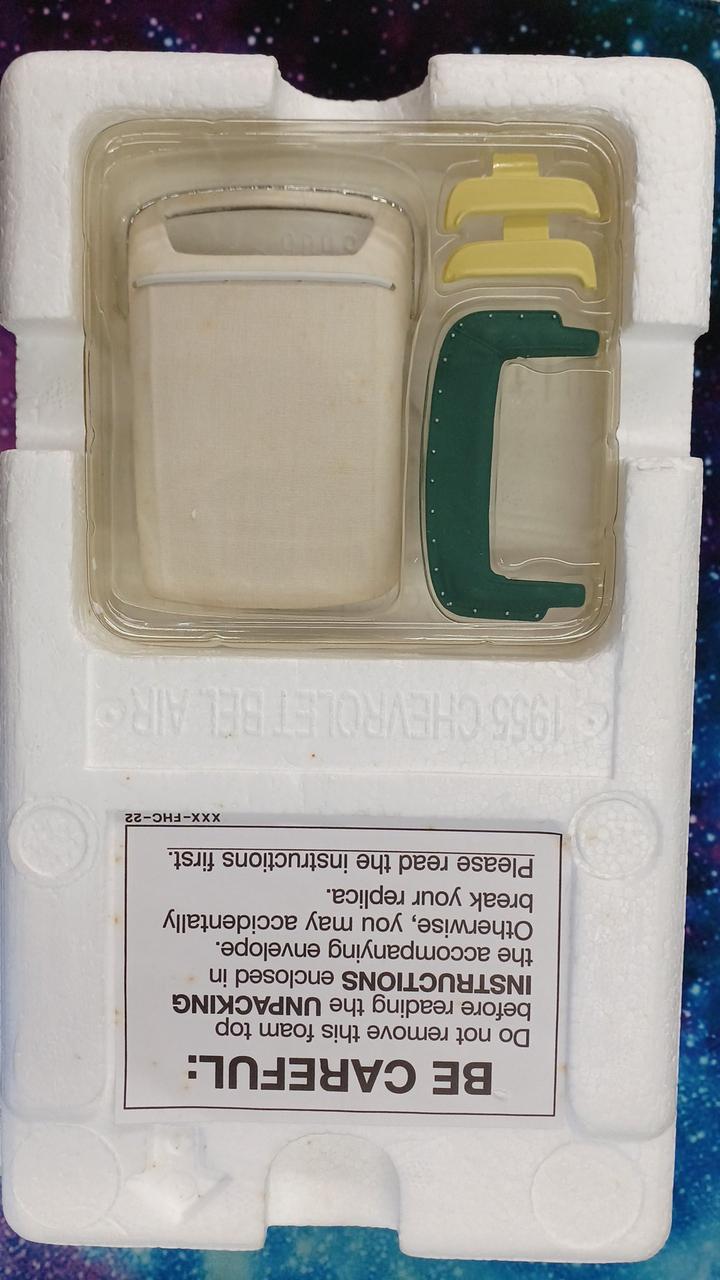 BE CAREFUL:
Do not remove this foam top
before reading the UNPACKING
INSTRUCTIONS enclosed in
the accompanying envelope.
Otherwise, you may accidentally
break your replica.
Please read the instructions first.
XXX-FHC-22
© 1955 CHEVROLET BEL AIR ©